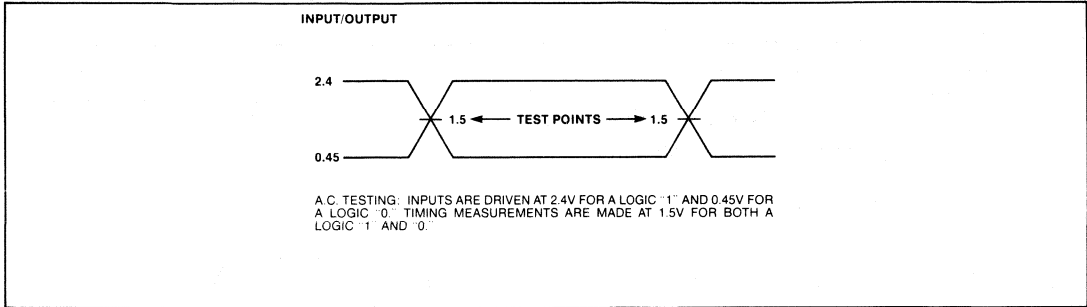 INPUT/OUTPUT
2.4
1.5 TEST POINTS 1.5
0.45
A.C. TESTING: INPUTS ARE DRIVEN AT 2.4V FOR A LOGIC "1" AND 0.45V FOR
A LOGIC "0." TIMING MEASUREMENTS ARE MADE AT 1.5V FOR BOTH A
LOGIC "1" AND "0."